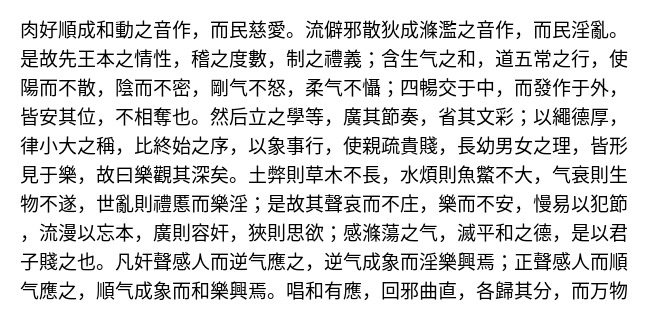 肉好順成和動之音作，而民慈愛。流僻邪散狄成滌濫之音作，而民淫亂。
是故先王本之情性，稽之度數，制之禮義；含生气之和，道五常之行，使
陽而不散，陰而不密，剛气不怒，柔气不懾；四暢交于中，而發作于外，
皆安其位，不相奪也。然后立之學等，廣其節奏，省其文彩；以繩德厚，
律小大之稱，比終始之序，以象事行，使親疏貴賤，長幼男女之理，皆形
見于樂，故曰樂觀其深矣。土弊則草木不長，水煩則魚鱉不大，气衰則生
物不遂，世亂則禮慝而樂淫；是故其聲哀而不庄，樂而不安，慢易以犯節
，流漫以忘本，廣則容奸，狹則思欲；感滌蕩之气，滅平和之德，是以君
子賤之也。凡奸聲感人而逆气應之，逆气成象而淫樂興焉；正聲感人而順
气應之，順气成象而和樂興焉。唱和有應，回邪曲直，各歸其分，而万物